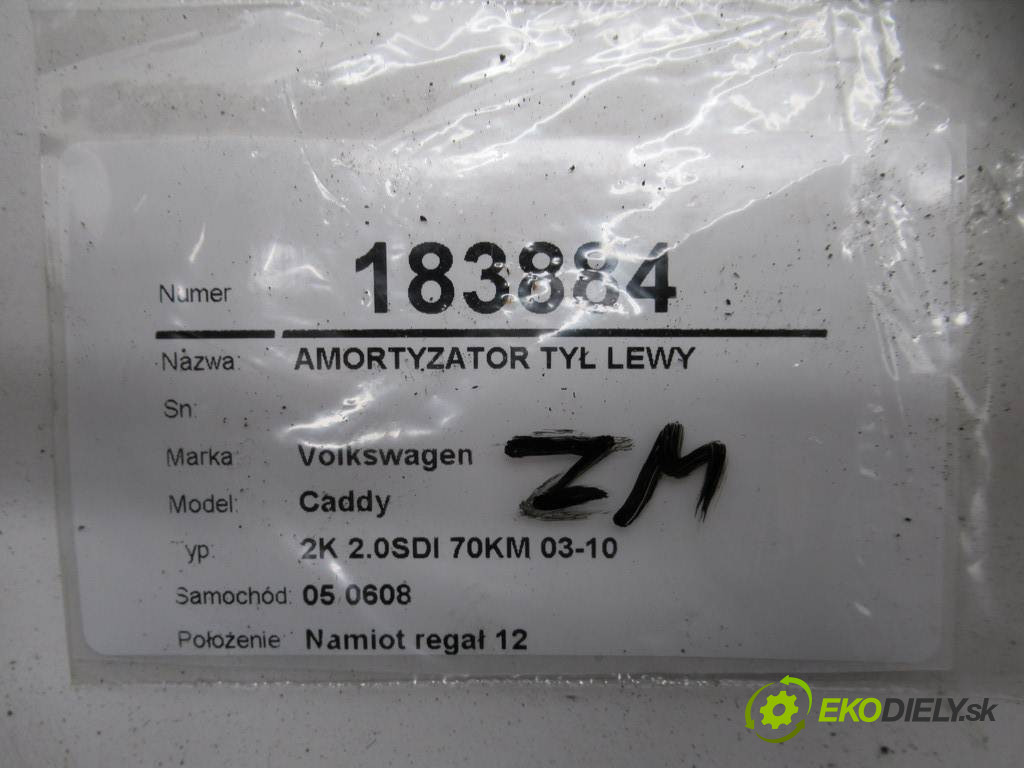 Numer 183884
Nazwa: AMORTYZATOR TYŁ LEWY
Sn:
Marka: Volkswagen
Model: Caddy
Typ: 2K 2.0SDI 70KM 03-10
Samochód: 05 0608
Położenie Namiot regał 12
ZM
EKODIELY.sk